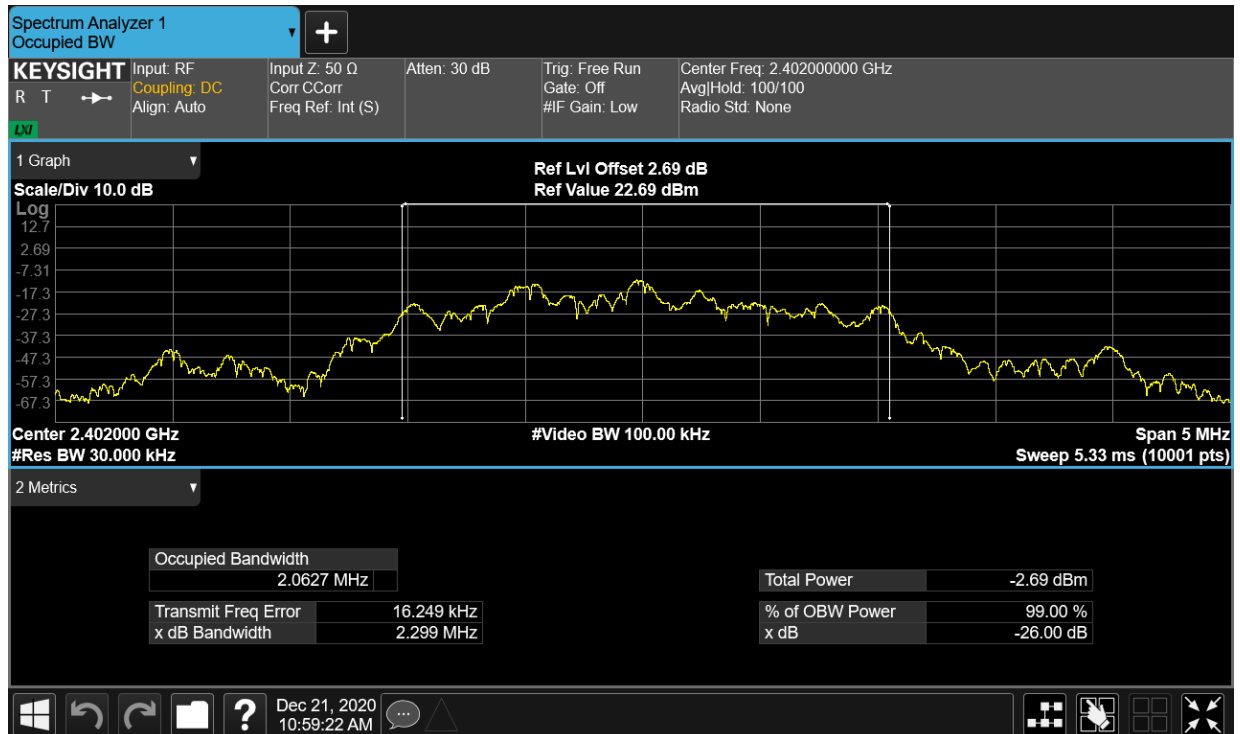 Spectrum Analyzer 1
Occupied BW
KEYSIGHT
R T
LXI
Input: RF
Coupling: DC
Align: Auto
Input Z: 50 Ω
Corr CCorr
Freq Ref: Int (S)
Atten: 30 dB
Trig: Free Run
Gate: Off
#IF Gain: Low
Center Freq: 2.402000000 GHz
Avg|Hold: 100/100
Radio Std: None
1 Graph
Scale/Div 10.0 dB
Ref Lvl Offset 2.69 dB
Ref Value 22.69 dBm
Log
12.7
2.69
-7.31
-17.3
-27.3
-37.3
-47.3
-57.3
-67.3
Center 2.402000 GHz
#Res BW 30.000 kHz
#Video BW 100.00 kHz
Span 5 MHz
Sweep 5.33 ms (10001 pts)
2 Metrics
Occupied Bandwidth
2.0627 MHz
Transmit Freq Error 16.249 kHz
x dB Bandwidth 2.299 MHz
Total Power -2.69 dBm
% of OBW Power 99.00 %
x dB -26.00 dB
?
Dec 21, 2020
10:59:22 AM